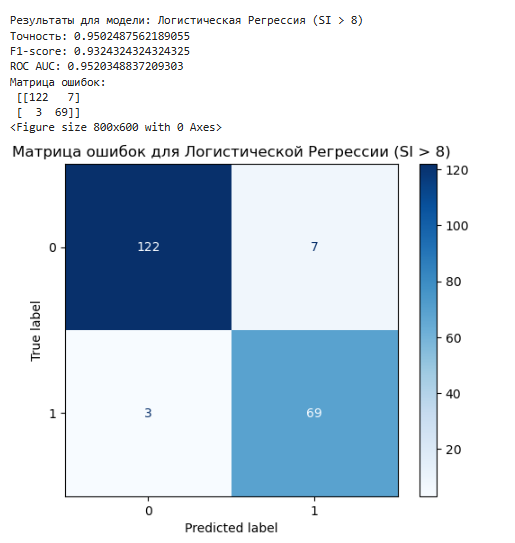 Результаты для модели: Логистическая Регрессия (SI > 8)
Точность: 0.9502487562189055
F1-score: 0.9324324324324325
ROC AUC: 0.9520348837209303
Матрица ошибок:
[[122   7]
[  3  69]]
<Figure size 800x600 with 0 Axes>
Матрица ошибок для Логистической Регрессии (SI > 8)
120
0
122
7
100
80
True label
60
1
3
69
40
20
0
1
Predicted label